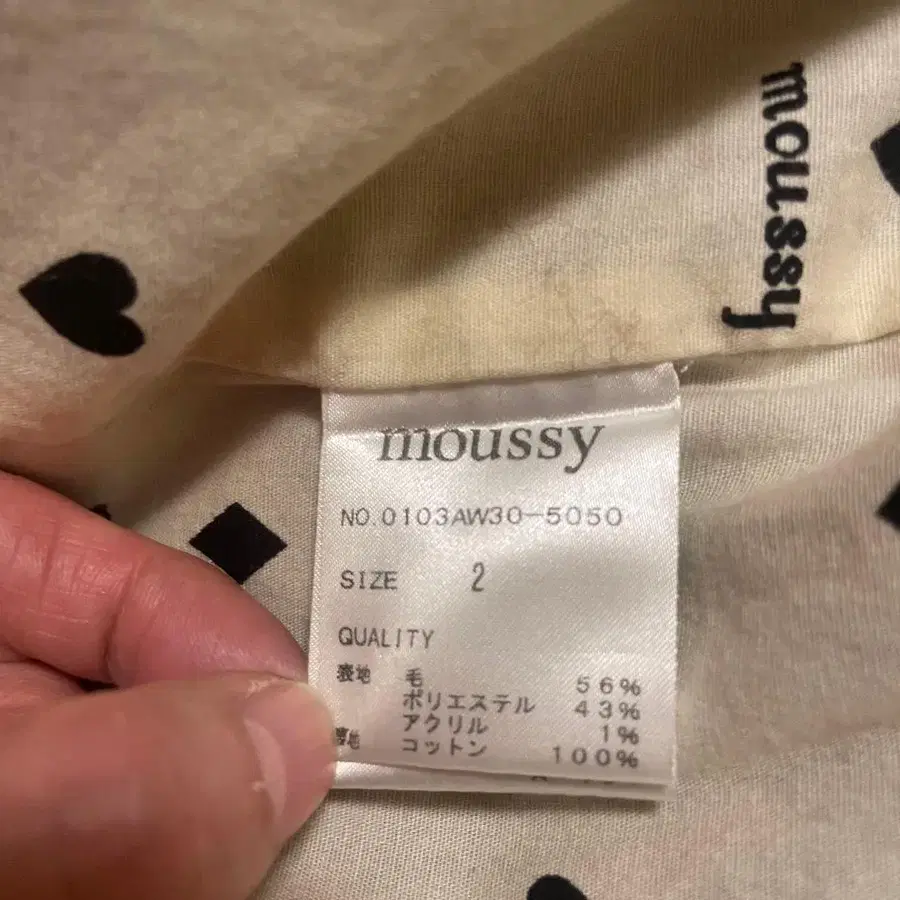 moussy
moussy
NO.0103AW30-5050
SIZE 2
QUALITY
表地 毛 56%
ポリエステル 43%
アクリル 1%
裏地 コットン 100%